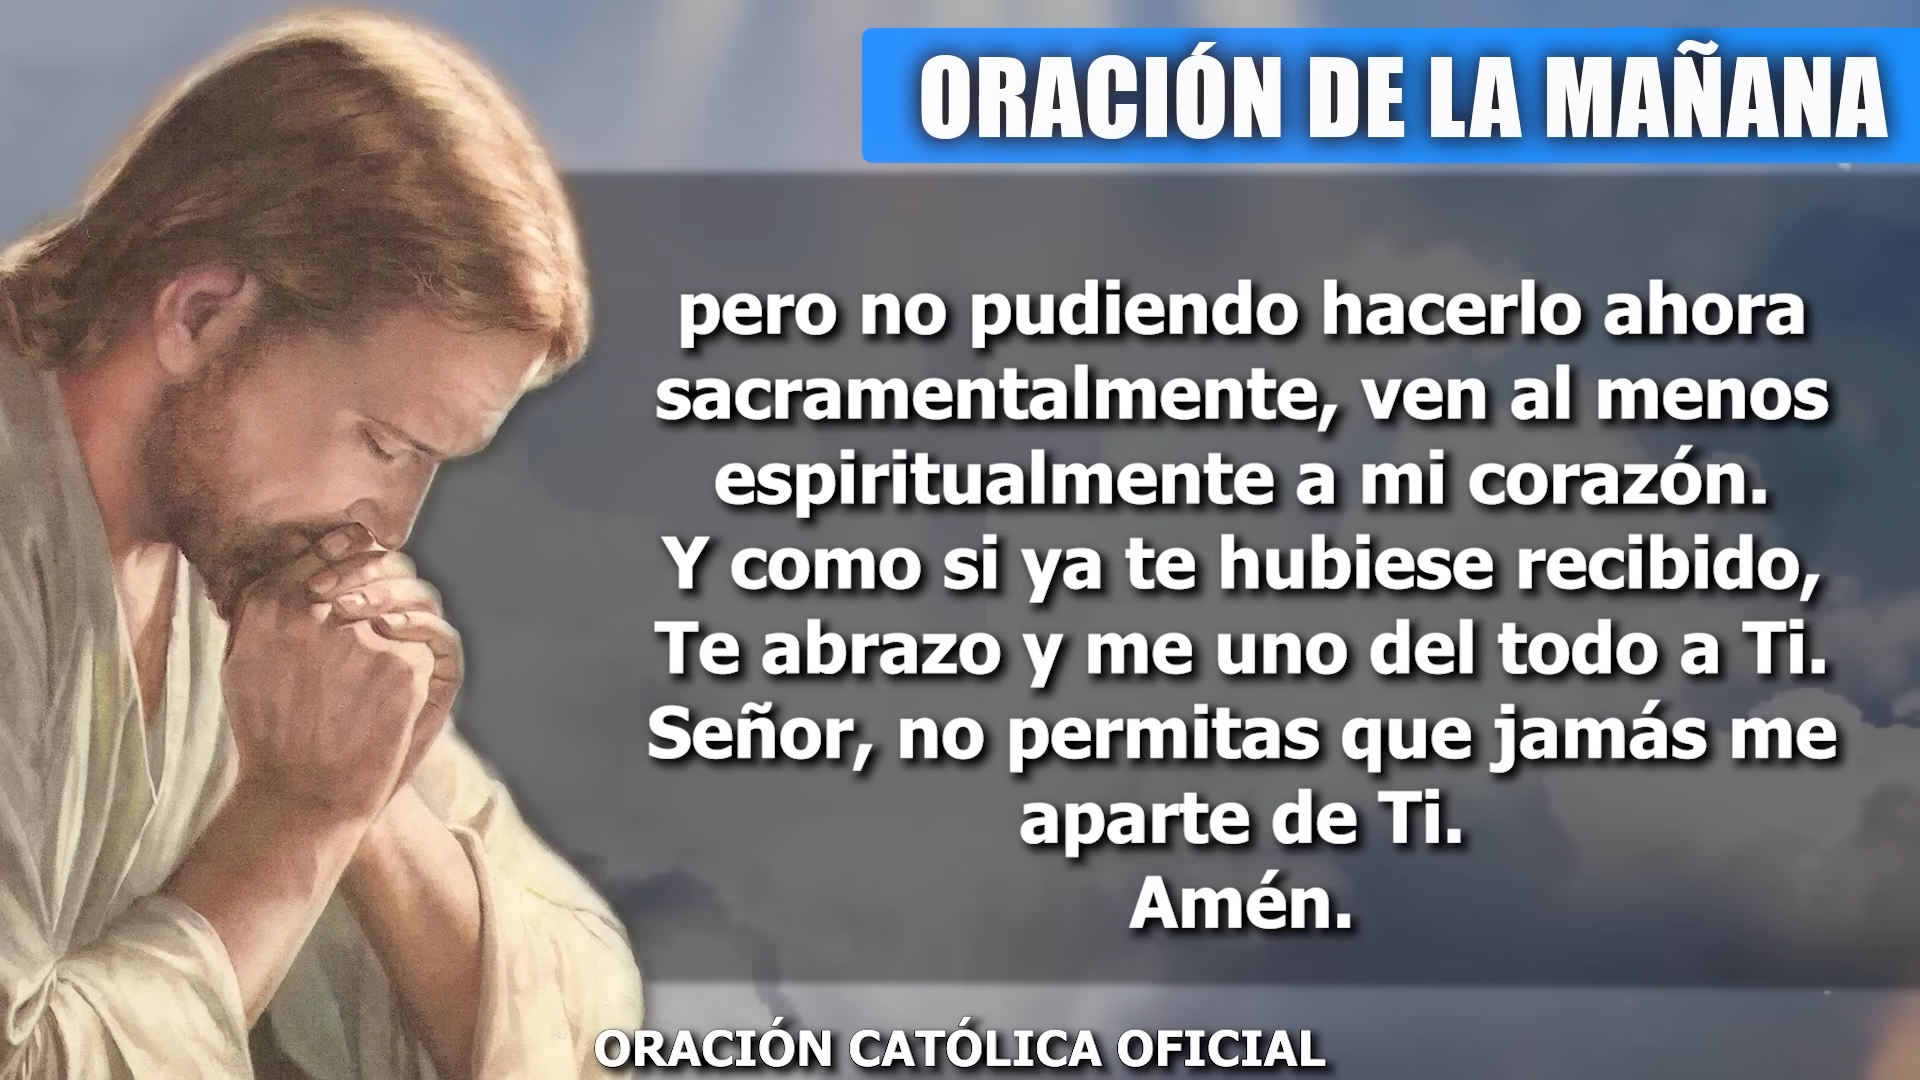 ORACIÓN DE LA MAÑANA
pero no pudiendo hacerlo ahora
sacramentalmente, ven al menos
espiritualmente a mi corazón.
Y como si ya te hubiese recibido,
Te abrazo y me uno del todo a Ti.
Señor, no permitas que jamás me
aparte de Ti.
Amén.
ORACIÓN CATÓLICA OFICIAL